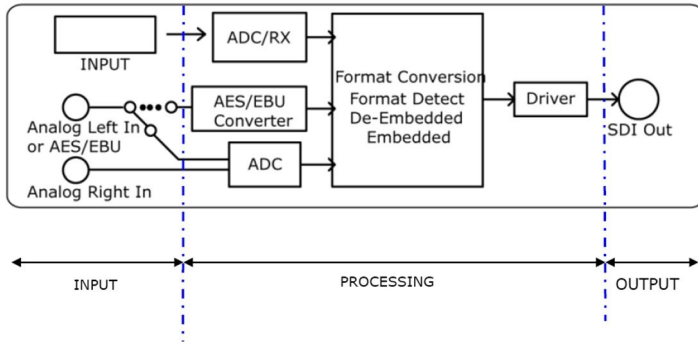 ADC/RX
INPUT
Format Conversion
Format Detect
De-Embedded
Embedded
AES/EBU
Converter
Driver
SDI Out
Analog Left In
or AES/EBU
ADC
Analog Right In
INPUT
PROCESSING
OUTPUT